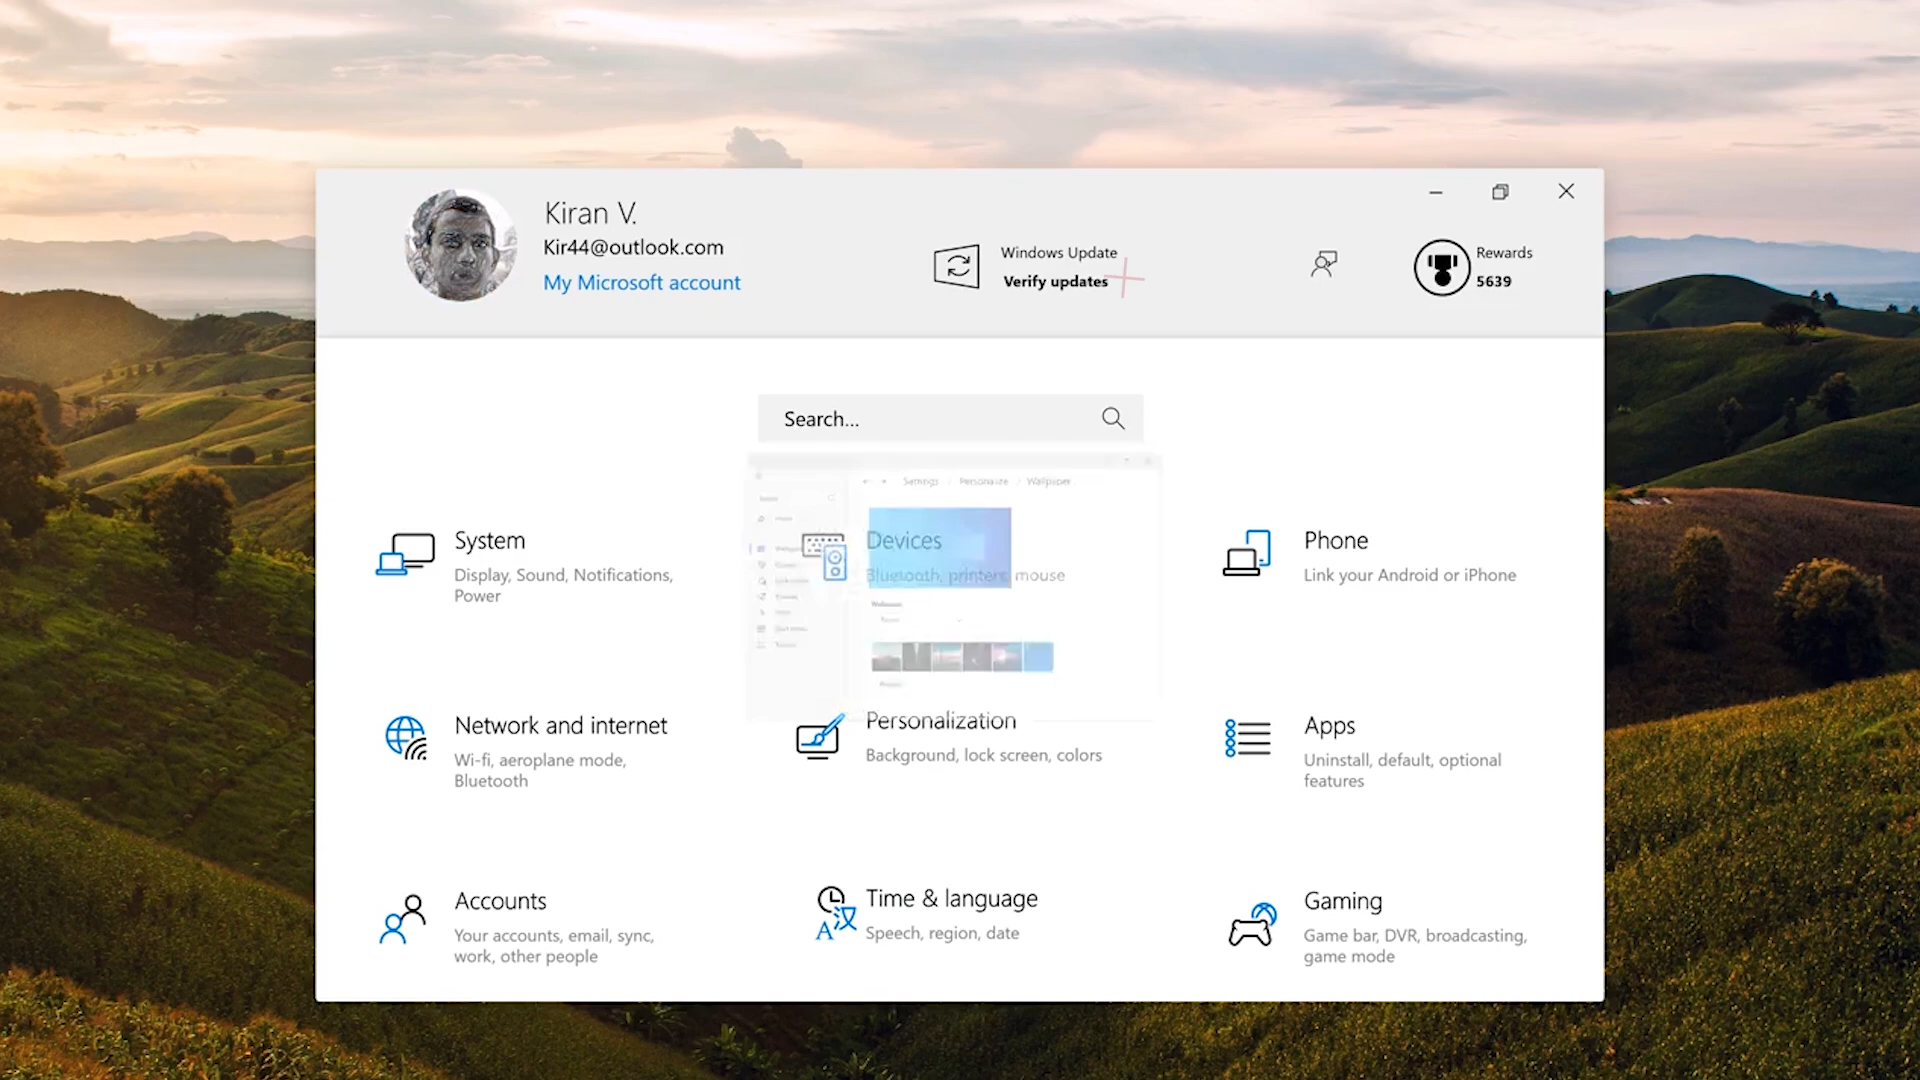 Kiran V.
Kir44@outlook.com
My Microsoft account
Windows Update
Verify updates
Rewards
5639
Search...
Settings / Personalize / Wallpaper
System
Display, Sound, Notifications,
Power
Devices
Bluetooth, printers, mouse
Phone
Link your Android or iPhone
Network and internet
Wi-fi, aeroplane mode,
Bluetooth
Personalization
Background, lock screen, colors
Apps
Uninstall, default, optional
features
Accounts
Your accounts, email, sync,
work, other people
Time & language
Speech, region, date
Gaming
Game bar, DVR, broadcasting,
game mode